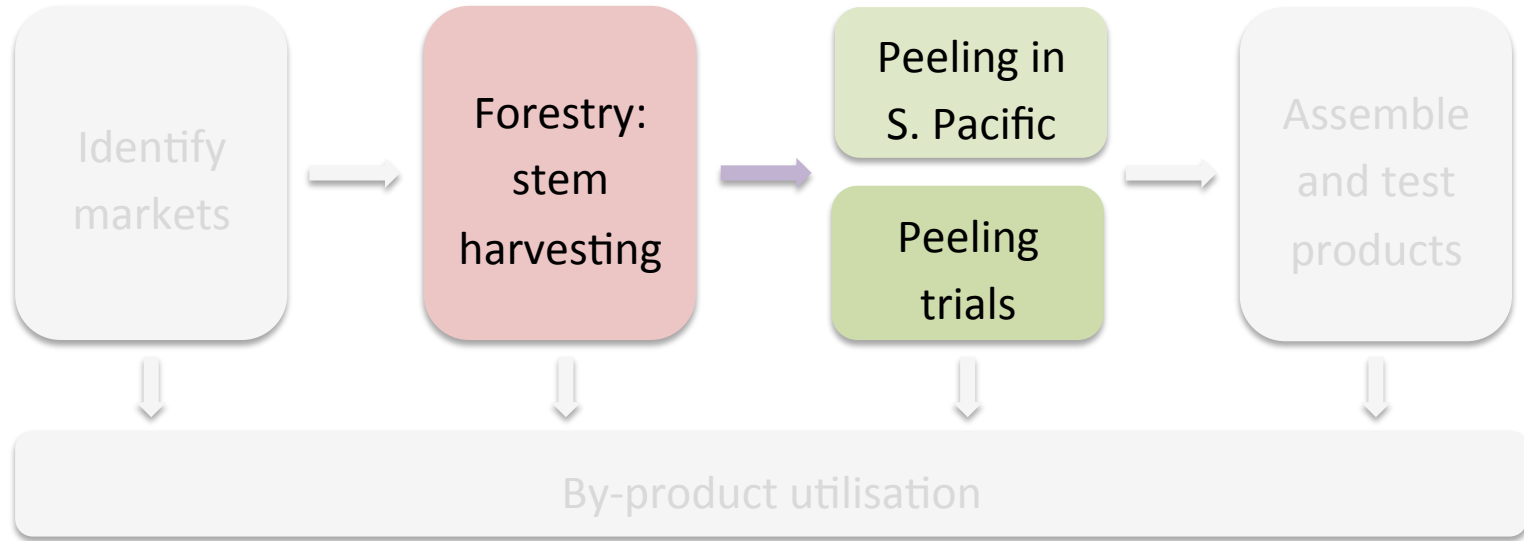 Identify
markets
Forestry:
stem
harvesting
Peeling in
S. Pacific
Peeling
trials
Assemble
and test
products
By-product utilisation